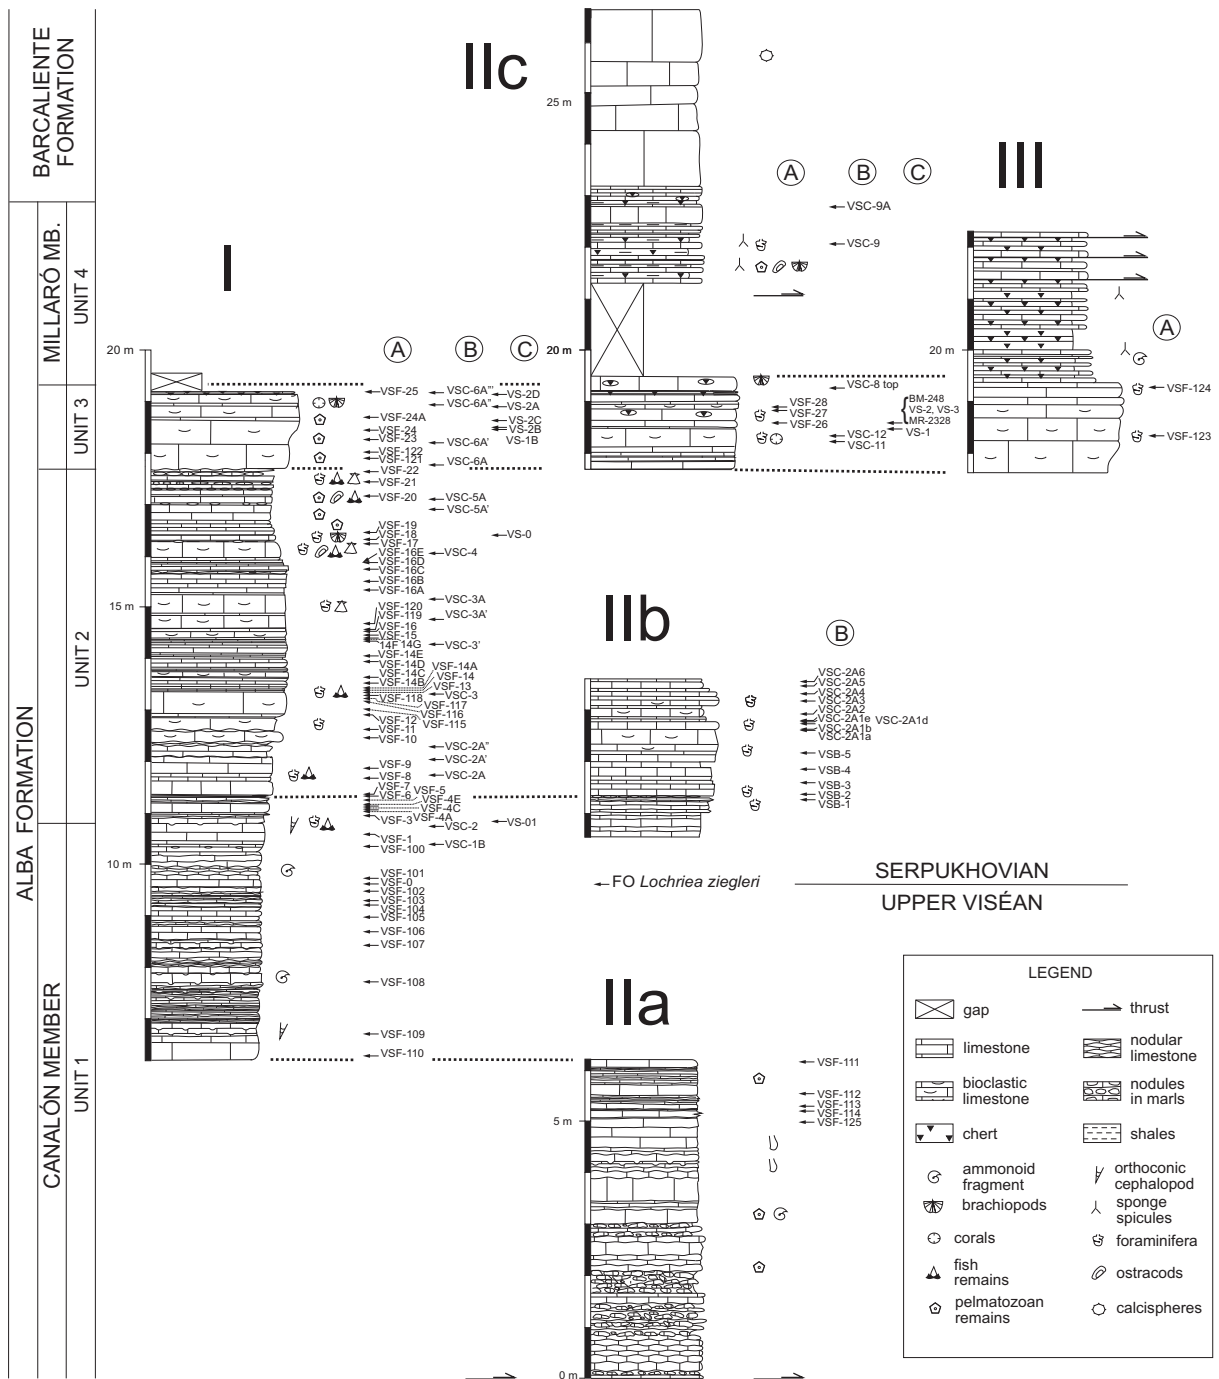 BARCALIENTE
FORMATION
MILLARÓ MB.
UNIT 4
UNIT 3
UNIT 2
ALBA FORMATION
CANALÓN MEMBER
UNIT 1
I
A
B
C
20 m
15 m
10 m
VSF-25
VSF-24A
VSF-24
VSF-23
VSF-122
VSF-121
VSF-22
VSF-21
VSF-20
VSF-19
VSF-18
VSF-17
VSF-16E
VSF-16D
VSF-16C
VSF-16B
VSF-16A
VSF-120
VSF-119
VSF-16
VSF-15
14F 14G
VSF-14E
VSF-14D
VSF-14C
VSF-14B
VSF-14A
VSF-14
VSF-13
VSF-118
VSF-117
VSF-116
VSF-115
VSF-12
VSF-11
VSF-10
VSF-9
VSF-8
VSF-7
VSF-6
VSF-5
VSF-4E
VSF-4C
VSF-4A
VSF-3
VSF-1
VSF-100
VSF-101
VSF-0
VSF-102
VSF-103
VSF-104
VSF-105
VSF-106
VSF-107
VSF-108
VSF-109
VSF-110
VSC-6A'''
VSC-6A''
VSC-6A'
VSC-6A
VSC-5A
VSC-5A'
VSC-4
VSC-3A
VSC-3A'
VSC-3'
VSC-3
VSC-2A''
VSC-2A'
VSC-2A
VSC-2
VSC-1B
VS-2D
VS-2A
VS-2C
VS-2B
VS-1B
VS-0
VS-01
IIc
25 m
20 m
A
B
C
VSC-9A
VSC-9
VSC-8 top
VSF-28
VSF-27
VSF-26
VSC-12
VSC-11
BM-248
VS-2, VS-3
MR-2328
VS-1
III
20 m
A
VSF-124
VSF-123
IIb
B
VSC-2A6
VSC-2A5
VSC-2A4
VSC-2A3
VSC-2A2
VSC-2A1e
VSC-2A1d
VSC-2A1b
VSC-2A1a
VSB-5
VSB-4
VSB-3
VSB-2
VSB-1
FO Lochriea ziegleri
SERPUKHOVIAN
UPPER VISÉAN
IIa
5 m
0 m
VSF-111
VSF-112
VSF-113
VSF-114
VSF-125
LEGEND
gap
thrust
limestone
nodular
limestone
bioclastic
limestone
nodules
in marls
chert
shales
ammonoid
fragment
orthoconic
cephalopod
brachiopods
sponge
spicules
corals
foraminifera
fish
remains
ostracods
pelmatozoan
remains
calcispheres